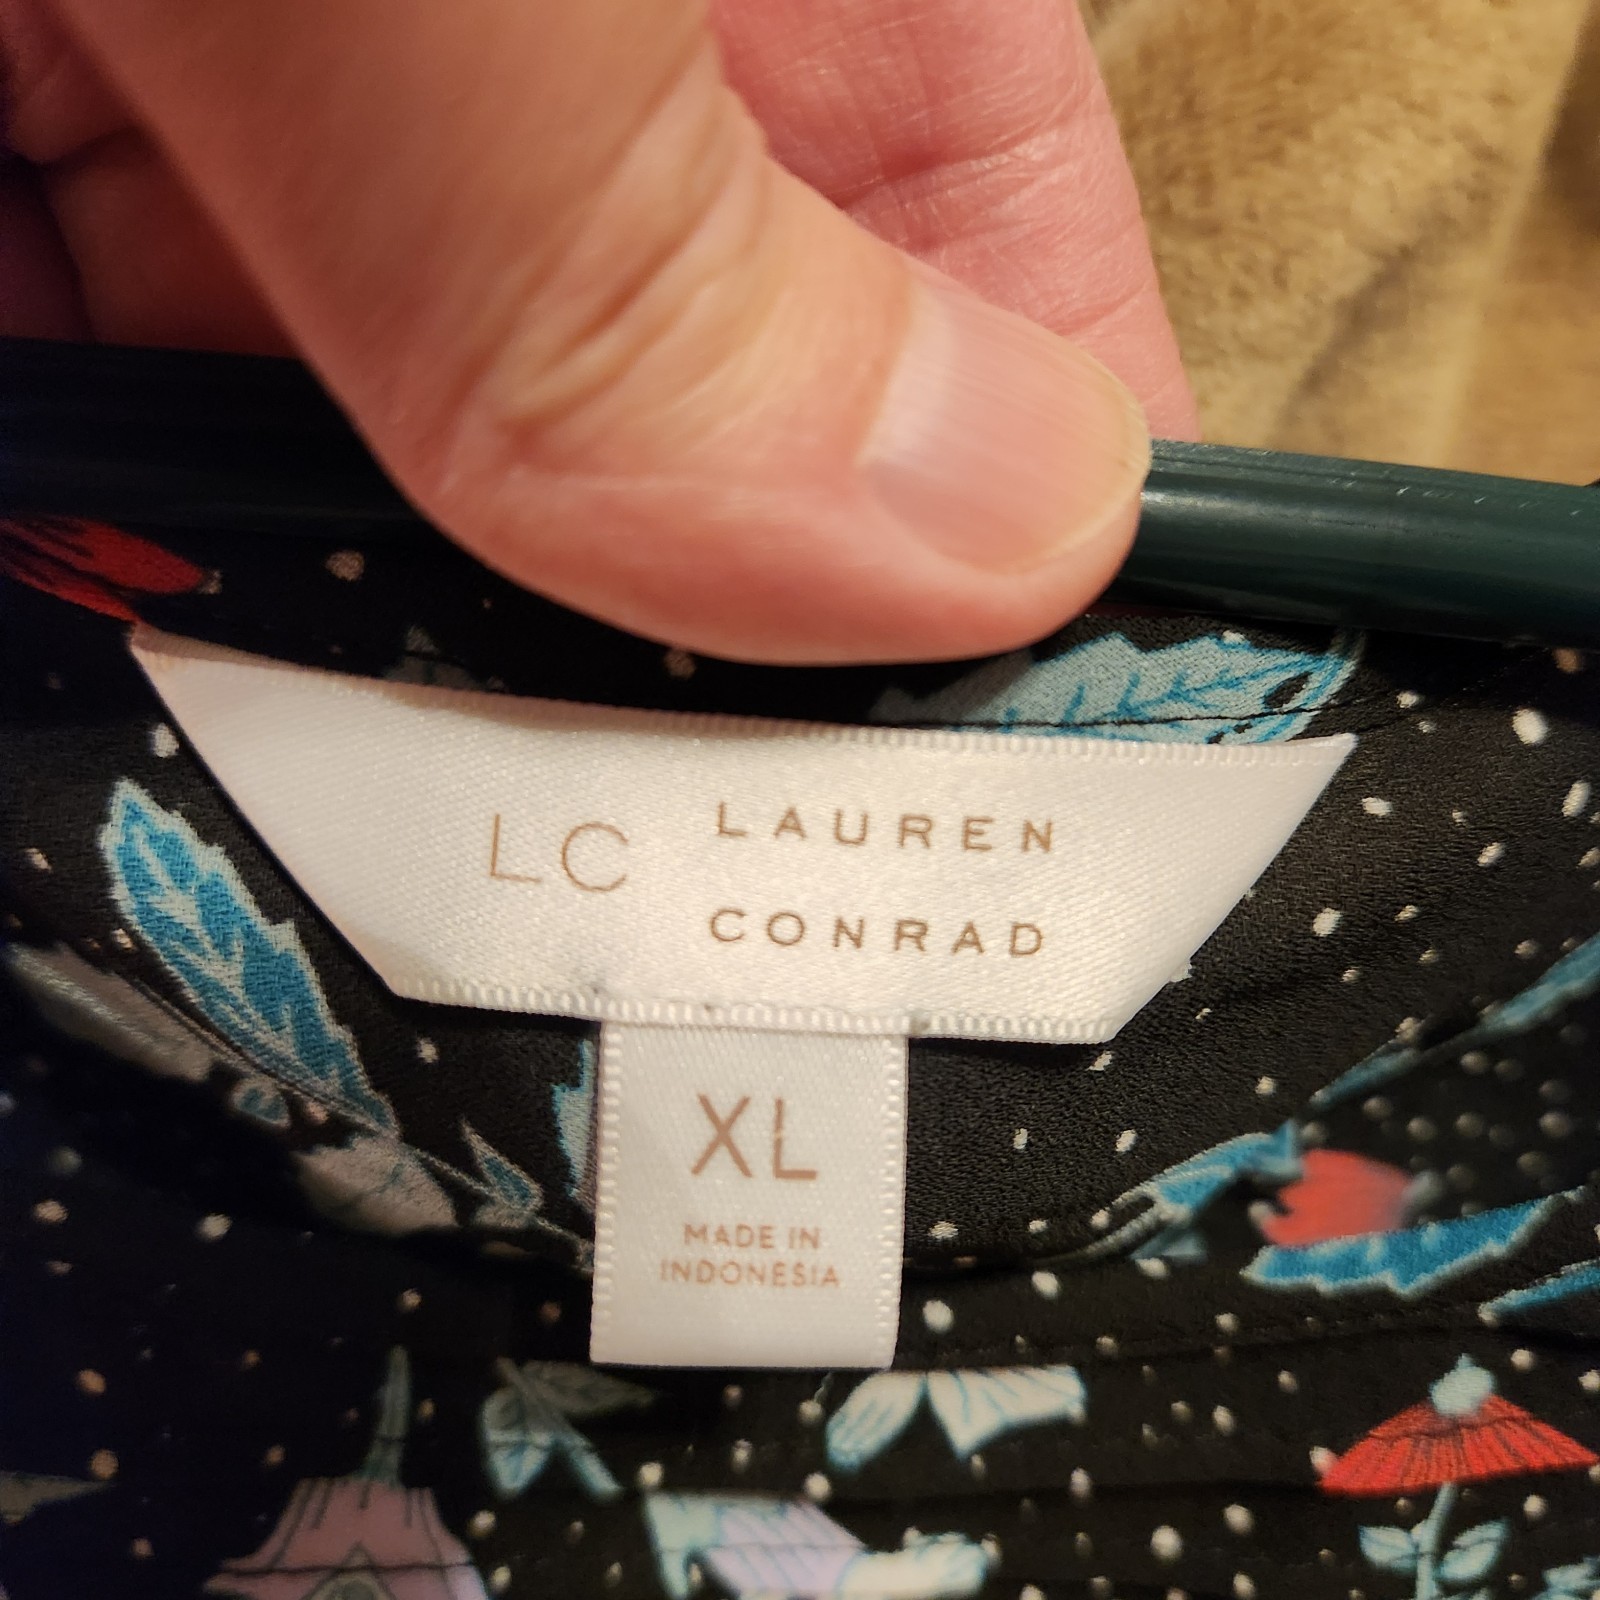 LC LAUREN
CONRAD
XL
MADE IN
INDONESIA